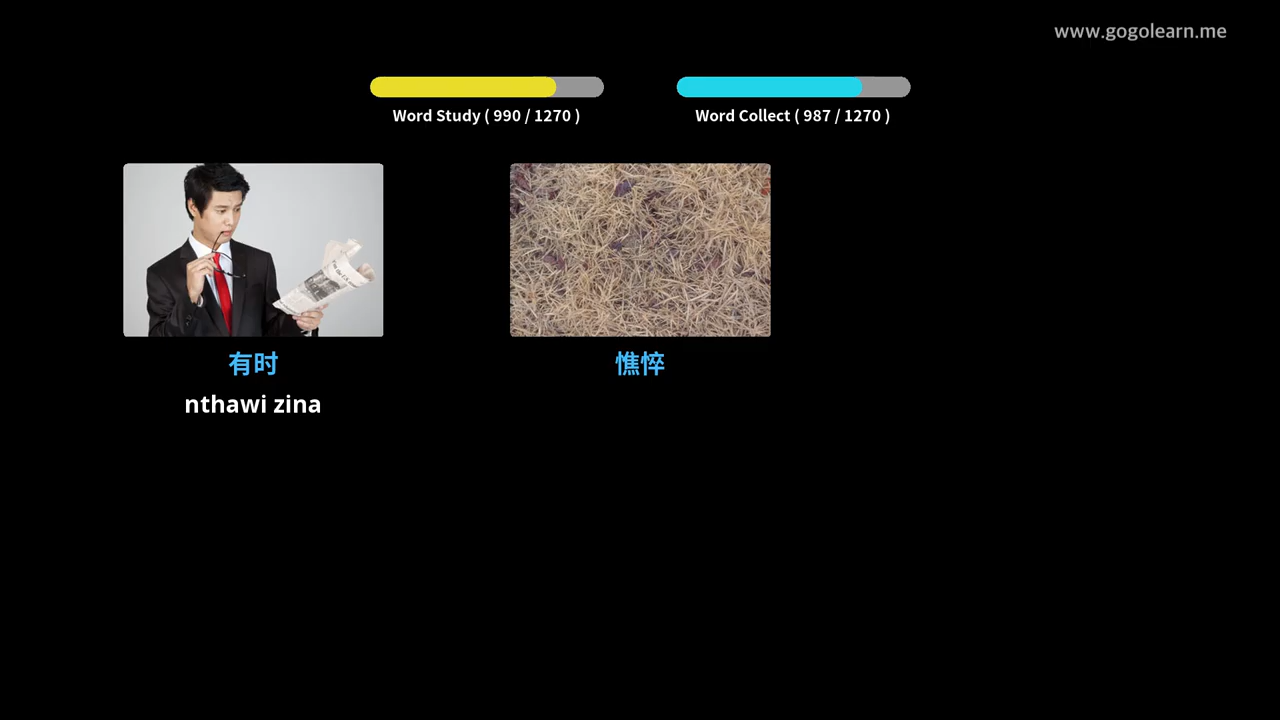 www.gogolearn.me
Word Study ( 990 / 1270 )
Word Collect ( 987 / 1270 )
有时
nthawi zina
憔悴